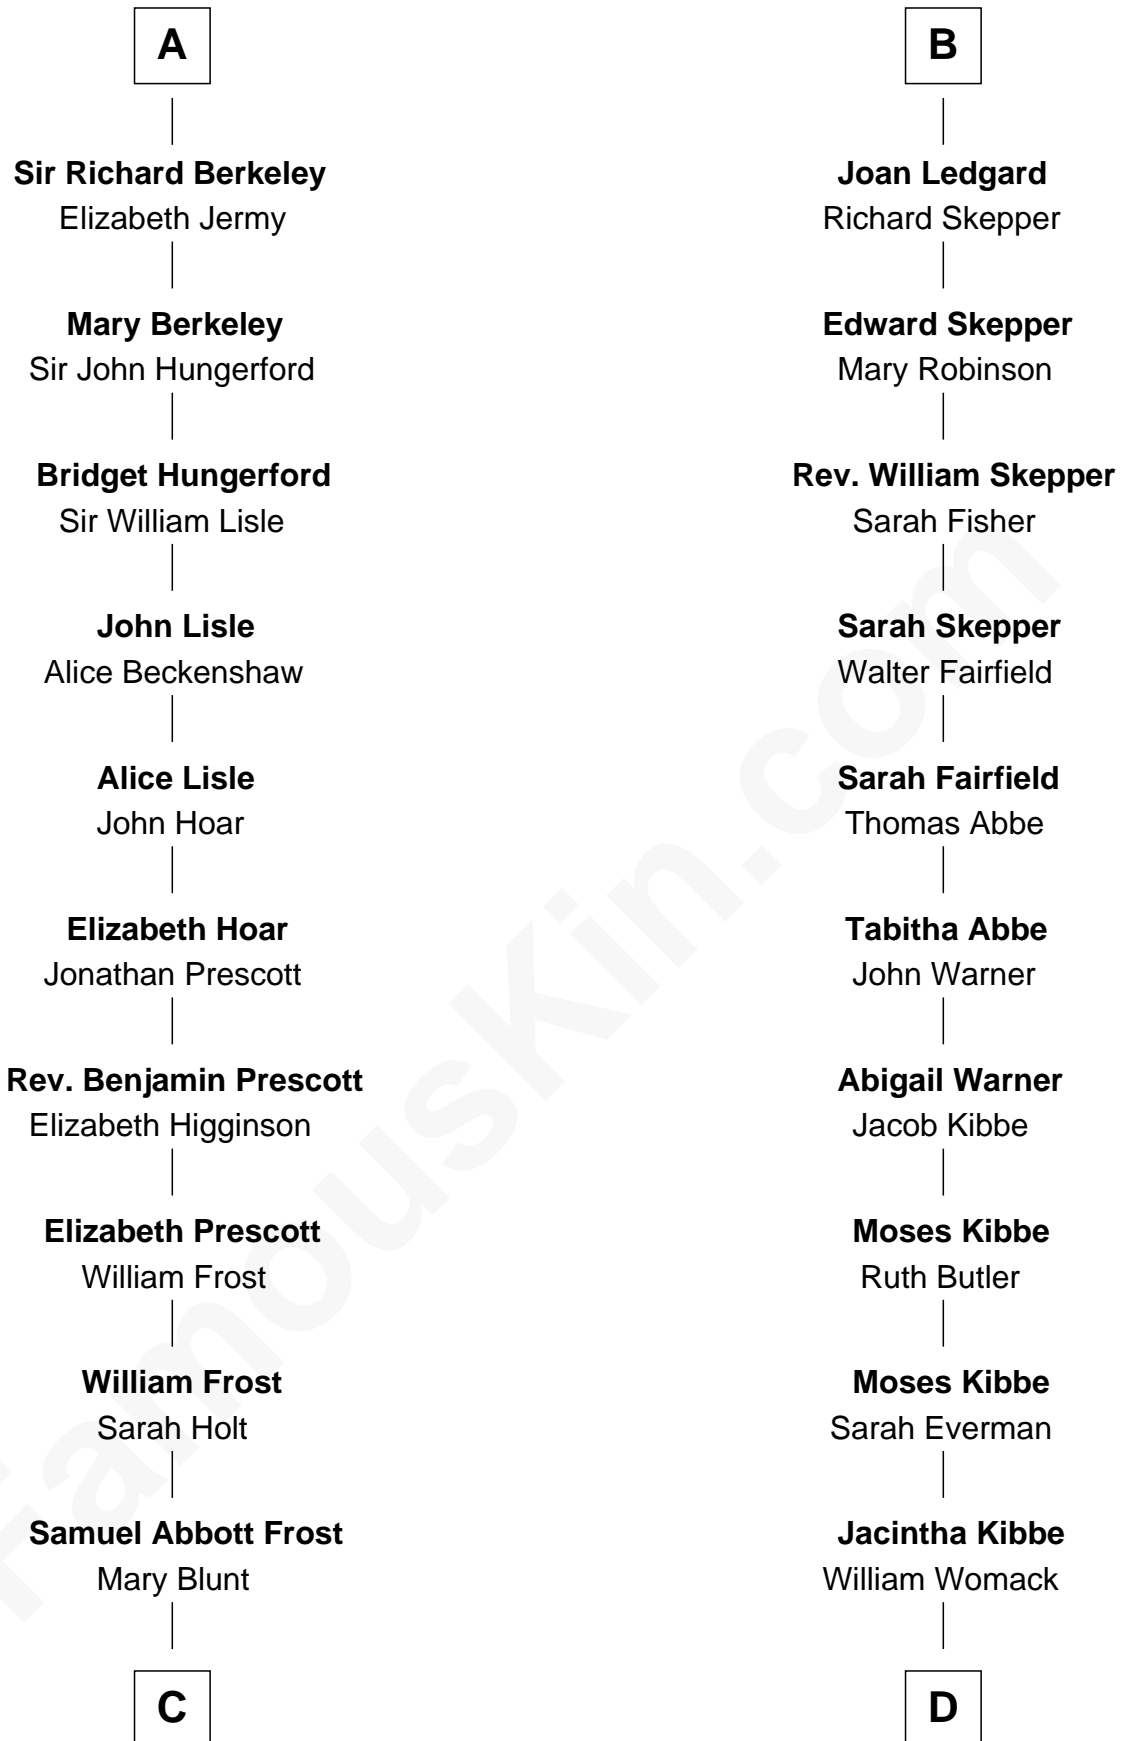 A
Sir Richard Berkeley
Elizabeth Jermy
Mary Berkeley
Sir John Hungerford
Bridget Hungerford
Sir William Lisle
John Lisle
Alice Beckenshaw
Alice Lisle
John Hoar
Elizabeth Hoar
Jonathan Prescott
Rev. Benjamin Prescott
Elizabeth Higginson
Elizabeth Prescott
William Frost
William Frost
Sarah Holt
Samuel Abbott Frost
Mary Blunt
C
B
Joan Ledgard
Richard Skepper
Edward Skepper
Mary Robinson
Rev. William Skepper
Sarah Fisher
Sarah Skepper
Walter Fairfield
Sarah Fairfield
Thomas Abbe
Tabitha Abbe
John Warner
Abigail Warner
Jacob Kibbe
Moses Kibbe
Ruth Butler
Moses Kibbe
Sarah Everman
Jacintha Kibbe
William Womack
D
FamousKin.com